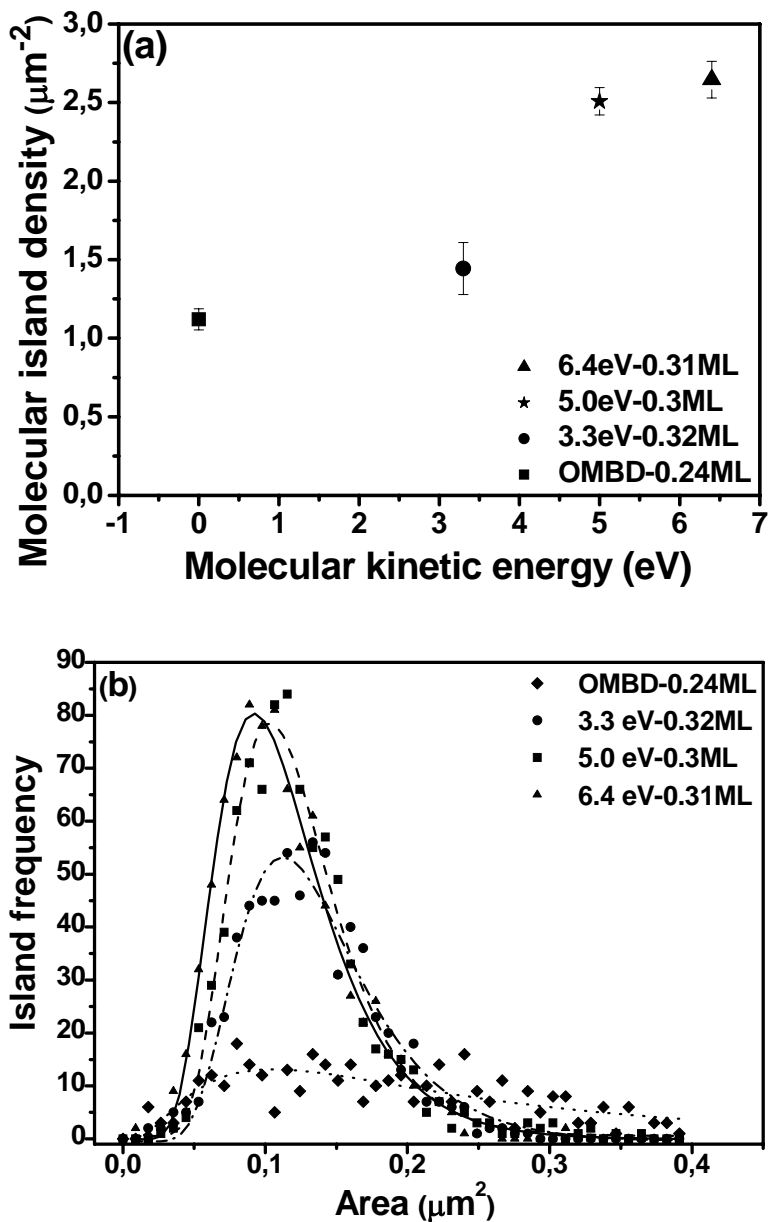 (a)
Molecular island density (μm⁻²)
3,0
2,5
2,0
1,5
1,0
0,5
0,0
6.4eV-0.31ML
5.0eV-0.3ML
3.3eV-0.32ML
OMBD-0.24ML
-1 0 1 2 3 4 5 6 7
Molecular kinetic energy (eV)
(b)
Island frequency
90
80
70
60
50
40
30
20
10
0
OMBD-0.24ML
3.3 eV-0.32ML
5.0 eV-0.3ML
6.4 eV-0.31ML
0,0 0,1 0,2 0,3 0,4
Area (μm²)